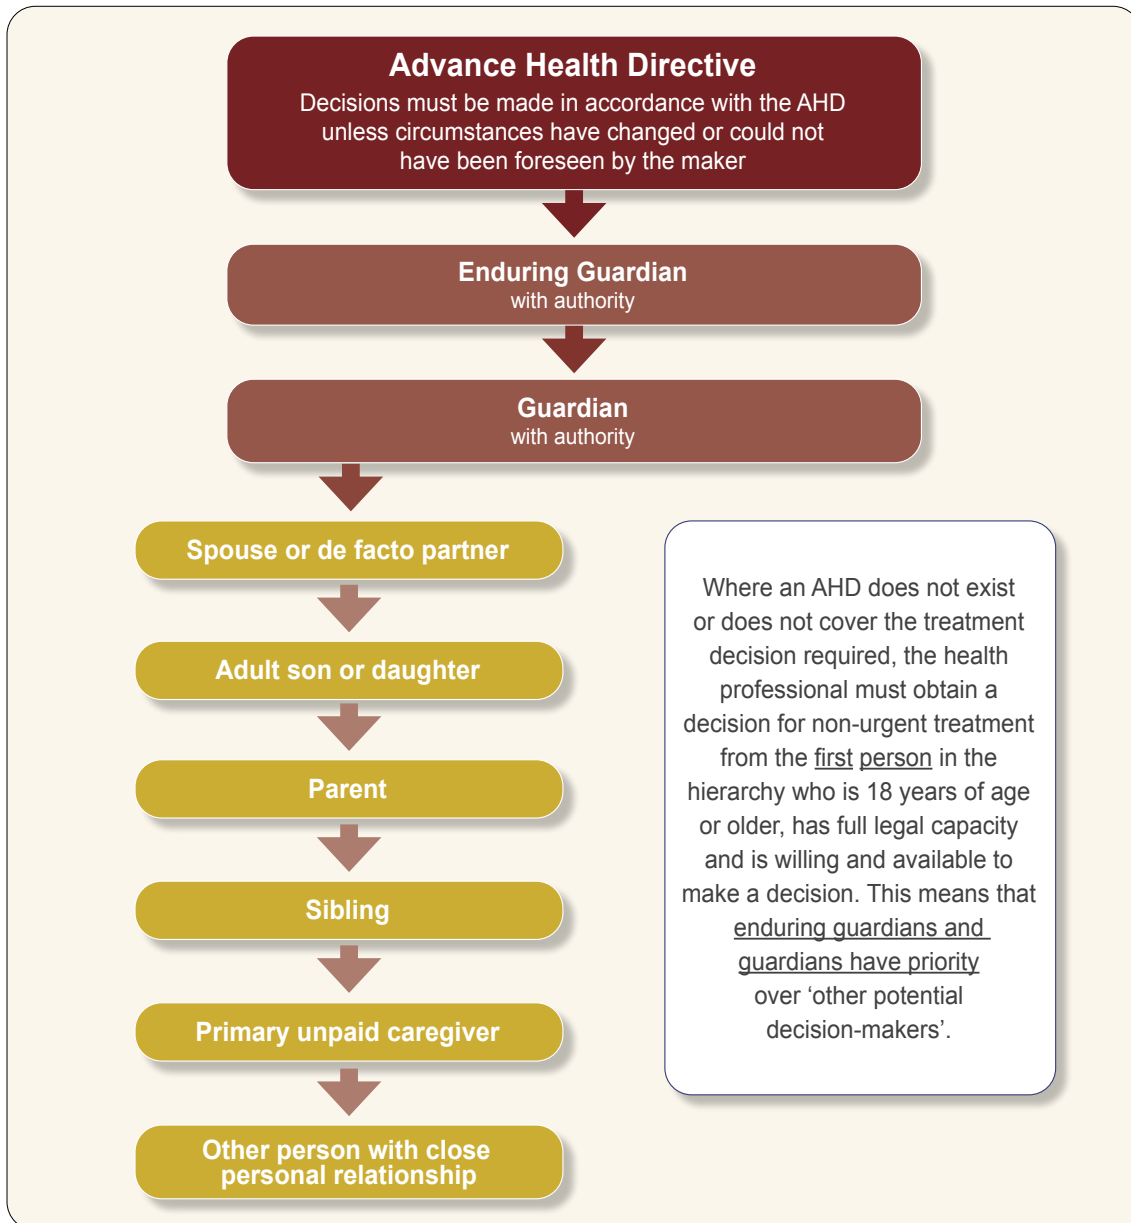 Advance Health Directive
Decisions must be made in accordance with the AHD
unless circumstances have changed or could not
have been foreseen by the maker
Enduring Guardian
with authority
Guardian
with authority
Spouse or de facto partner
Adult son or daughter
Parent
Sibling
Primary unpaid caregiver
Other person with close
personal relationship
Where an AHD does not exist
or does not cover the treatment
decision required, the health
professional must obtain a
decision for non-urgent treatment
from the first person in the
hierarchy who is 18 years of age
or older, has full legal capacity
and is willing and available to
make a decision. This means that
enduring guardians and
guardians have priority
over ‘other potential
decision-makers’.